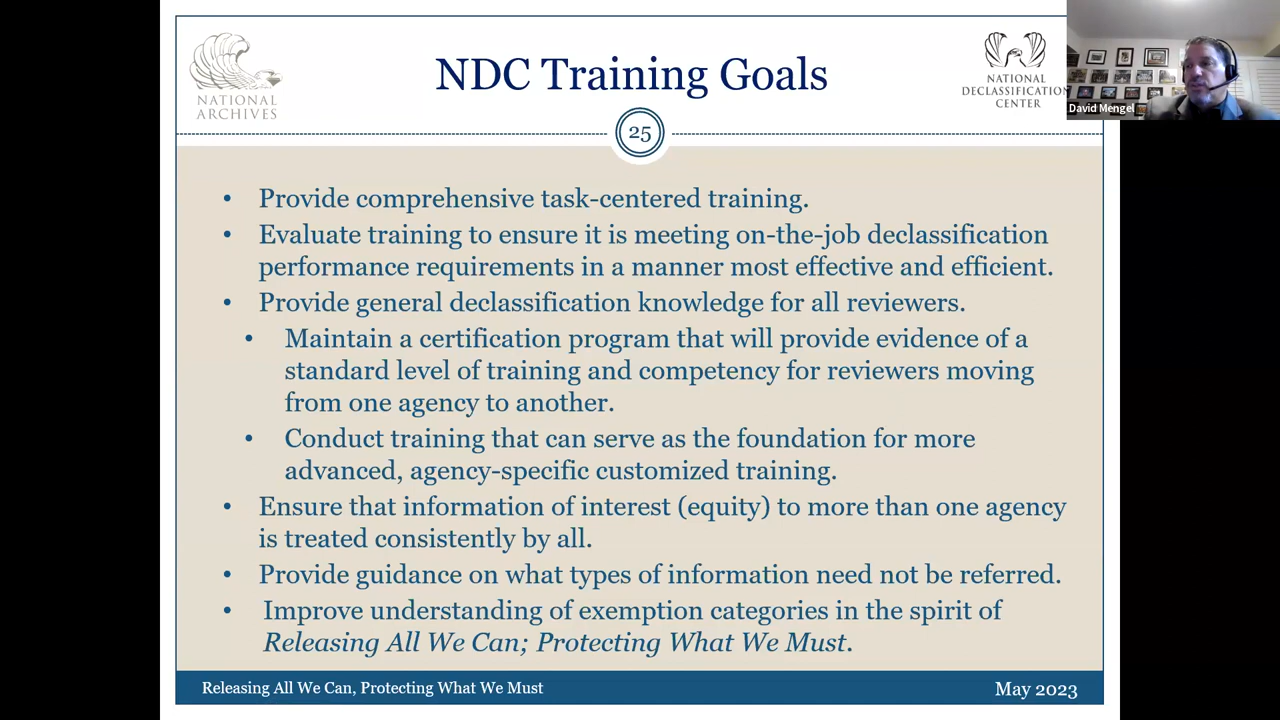 NATIONAL
ARCHIVES
NDC Training Goals
NATIONAL
DECLASSIFICATION
CENTER
David Mengel
25
• Provide comprehensive task-centered training.
• Evaluate training to ensure it is meeting on-the-job declassification
performance requirements in a manner most effective and efficient.
• Provide general declassification knowledge for all reviewers.
• Maintain a certification program that will provide evidence of a
standard level of training and competency for reviewers moving
from one agency to another.
• Conduct training that can serve as the foundation for more
advanced, agency-specific customized training.
• Ensure that information of interest (equity) to more than one agency
is treated consistently by all.
• Provide guidance on what types of information need not be referred.
• Improve understanding of exemption categories in the spirit of
Releasing All We Can; Protecting What We Must.
Releasing All We Can, Protecting What We Must
May 2023